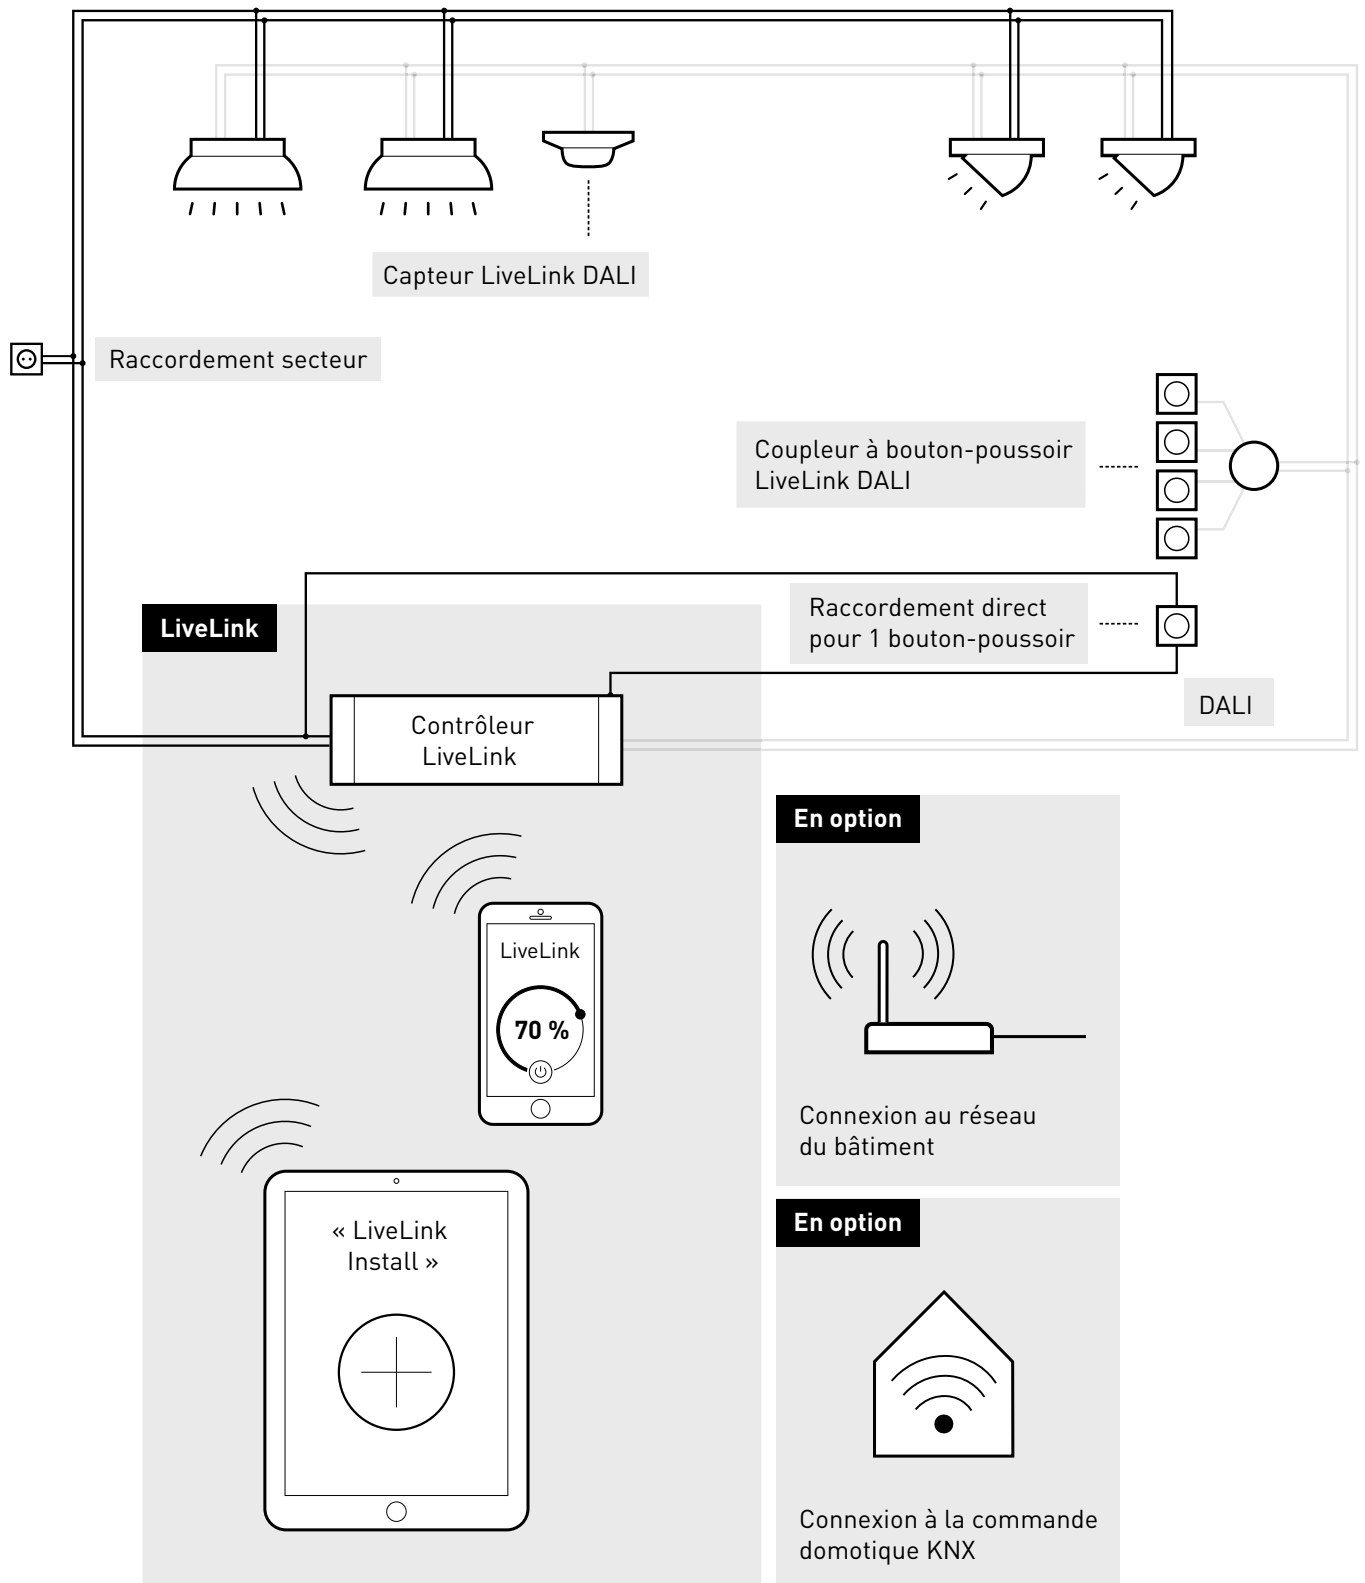 Capteur LiveLink DALI
Raccordement secteur
Coupleur à bouton-poussoir
LiveLink DALI
Raccordement direct
pour 1 bouton-poussoir
LiveLink
DALI
Contrôleur
LiveLink
En option
LiveLink
70 %
Connexion au réseau
du bâtiment
En option
« LiveLink
Install »
Connexion à la commande
domotique KNX